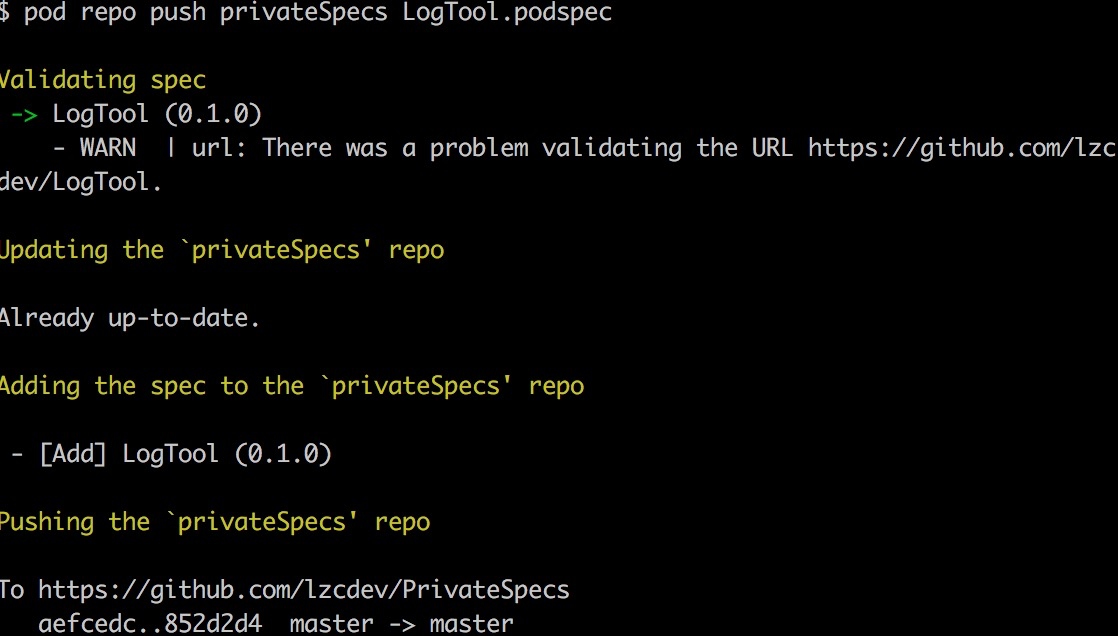 $ pod repo push privateSpecs LogTool.podspec
Validating spec
-> LogTool (0.1.0)
- WARN | url: There was a problem validating the URL https://github.com/lzc
dev/LogTool.
Updating the `privateSpecs' repo
Already up-to-date.
Adding the spec to the `privateSpecs' repo
- [Add] LogTool (0.1.0)
Pushing the `privateSpecs' repo
To https://github.com/lzcdev/PrivateSpecs
aefcedc..852d2d4 master -> master